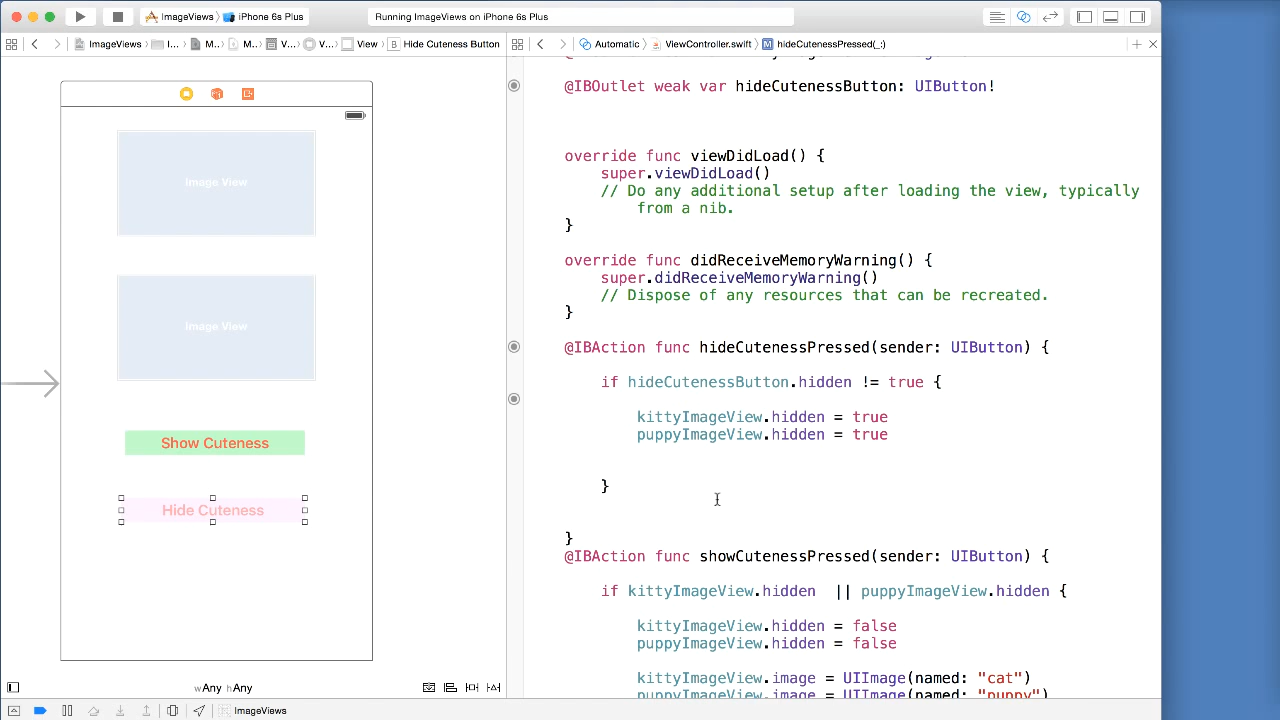 ImageViews
iPhone 6s Plus
Running ImageViews on iPhone 6s Plus
ImageViews
I...
M...
M...
V...
V...
View
B
Hide Cuteness Button
Automatic
ViewController.swift
M
hideCutenessPressed(_:)
Image View
Image View
Show Cuteness
Hide Cuteness
@IBOutlet weak var hideCutenessButton: UIButton!
override func viewDidLoad() {
super.viewDidLoad()
// Do any additional setup after loading the view, typically
from a nib.
}
override func didReceiveMemoryWarning() {
super.didReceiveMemoryWarning()
// Dispose of any resources that can be recreated.
}
@IBAction func hideCutenessPressed(sender: UIButton) {
if hideCutenessButton.hidden != true {
kittyImageView.hidden = true
puppyImageView.hidden = true
}
}
@IBAction func showCutenessPressed(sender: UIButton) {
if kittyImageView.hidden || puppyImageView.hidden {
kittyImageView.hidden = false
puppyImageView.hidden = false
kittyImageView.image = UIImage(named: "cat")
puppyImageView.image = UIImage(named: "puppy")
wAny hAny
ImageViews